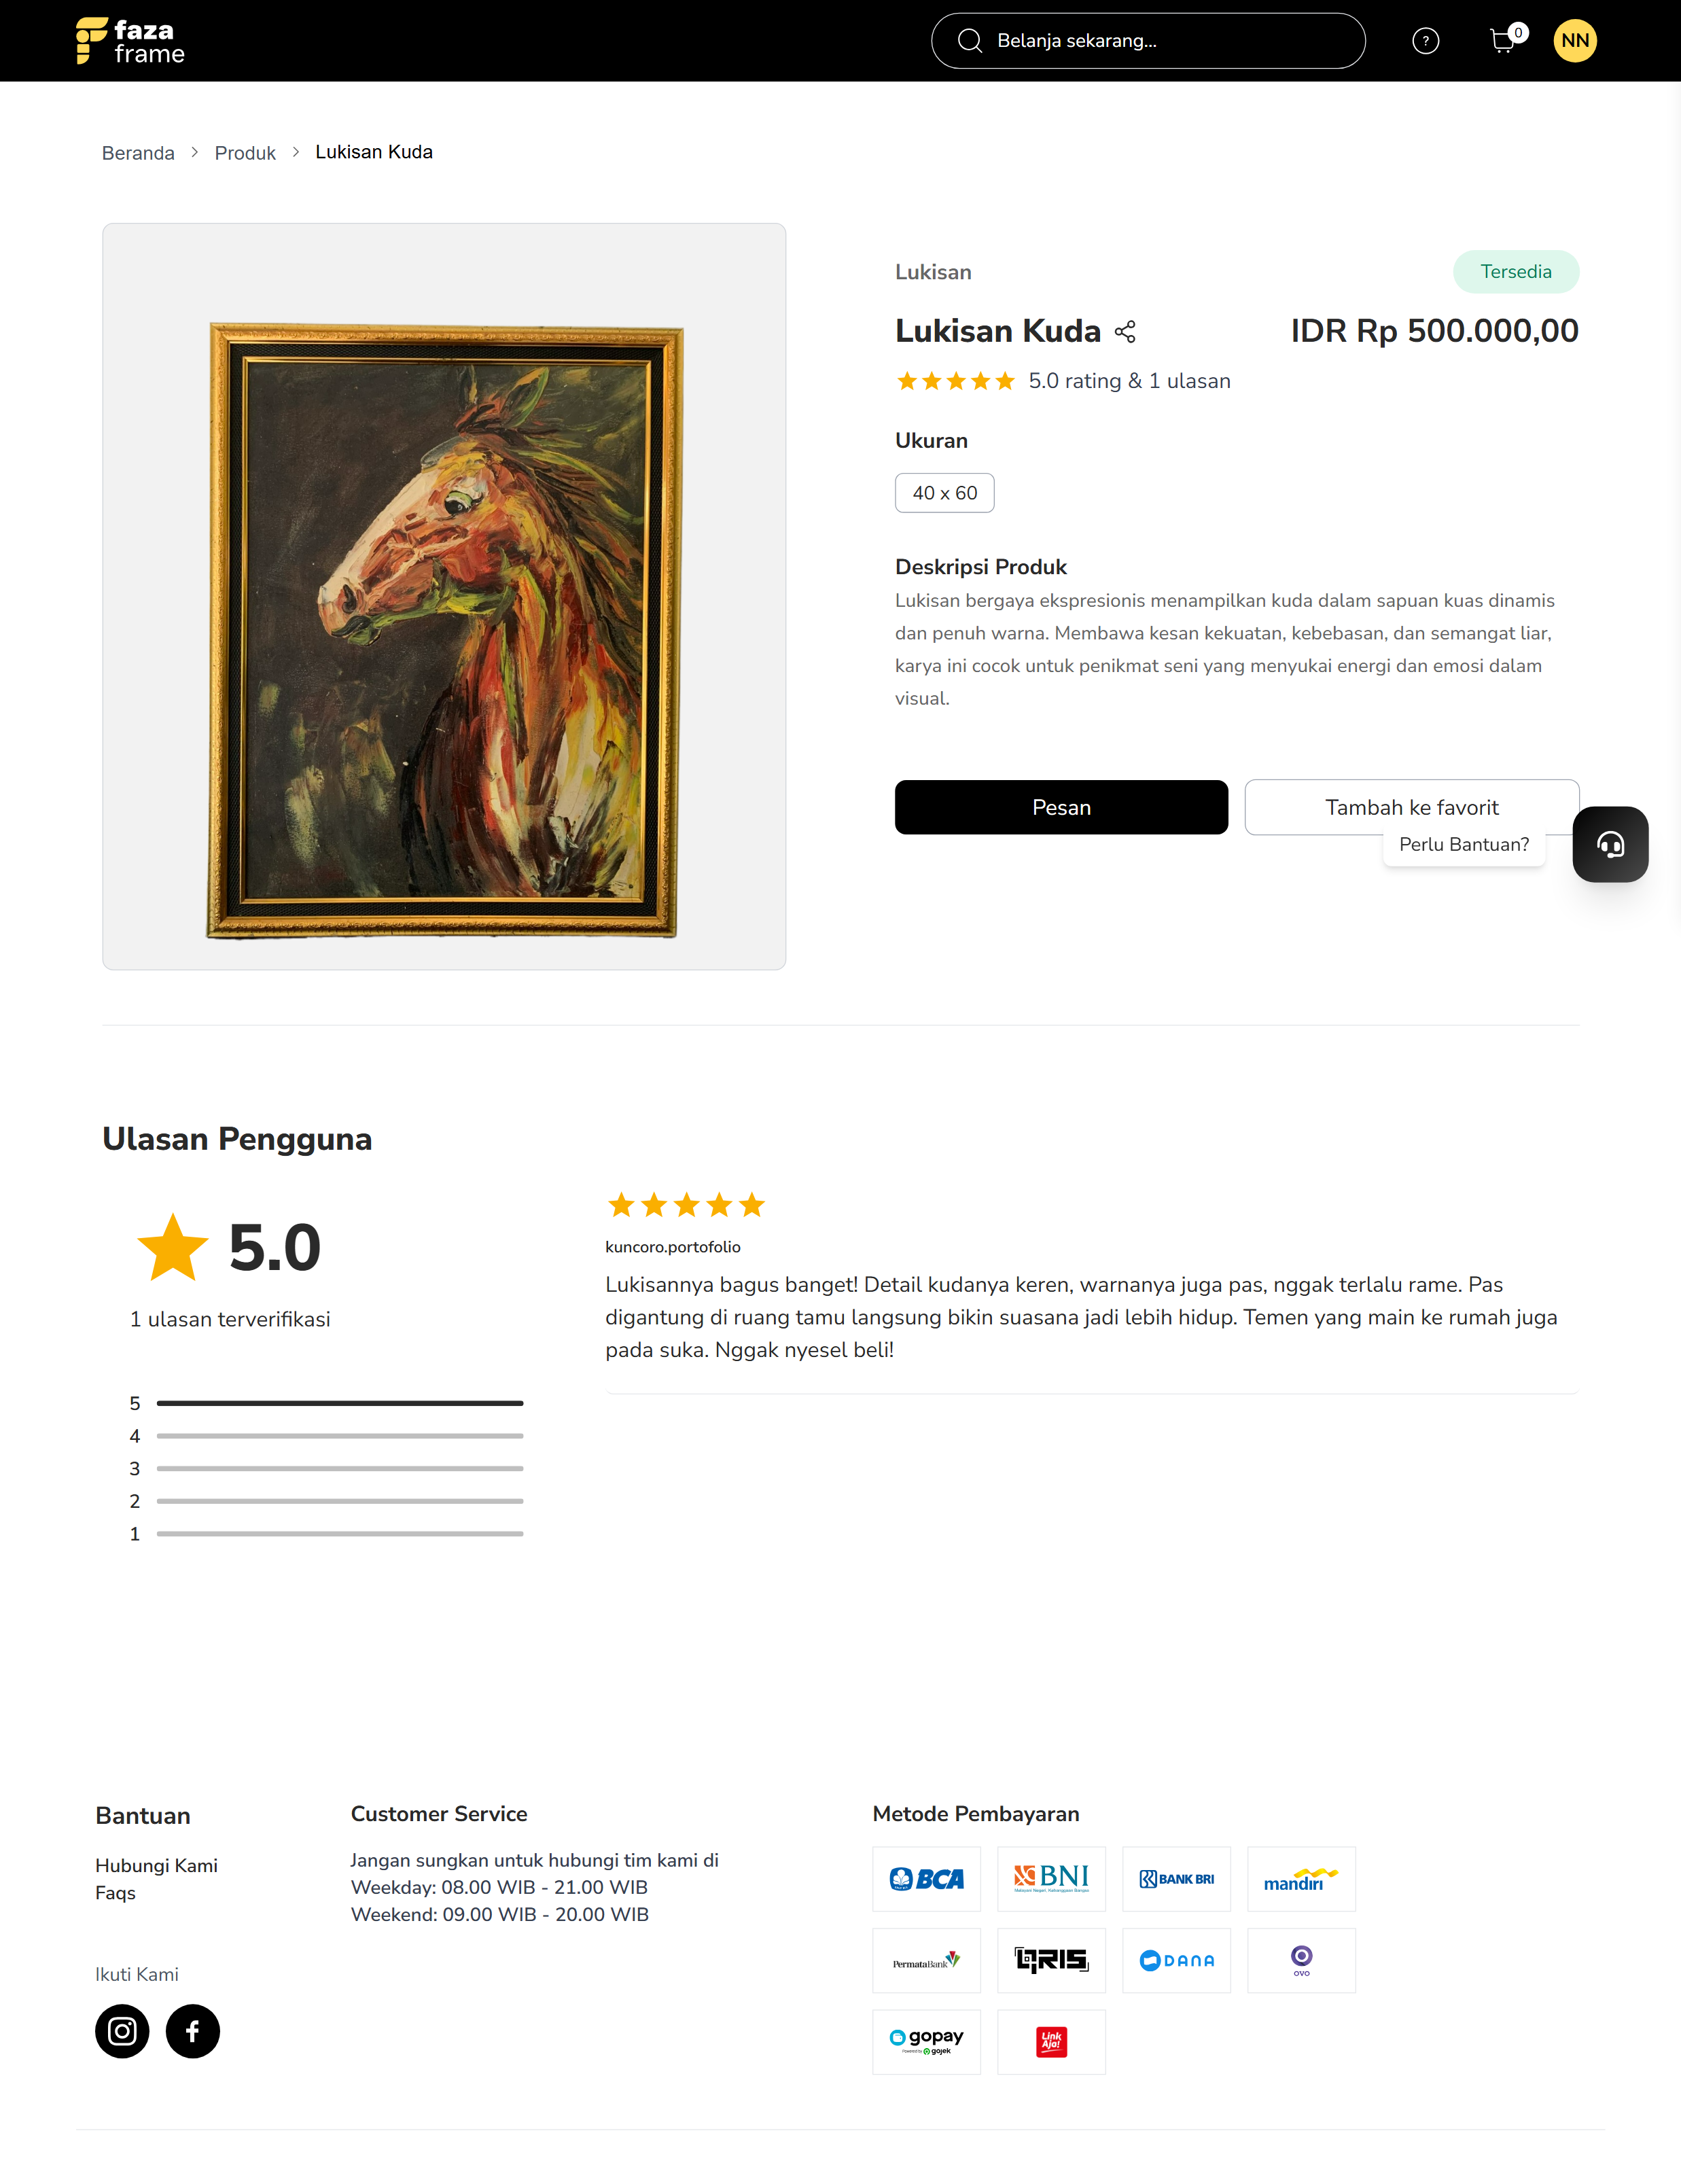 faza
frame
Belanja sekarang...
?
0
NN
Beranda > Produk > Lukisan Kuda
Lukisan
Tersedia
Lukisan Kuda
IDR Rp 500.000,00
5.0 rating & 1 ulasan
Ukuran
40 x 60
Deskripsi Produk
Lukisan bergaya ekspresionis menampilkan kuda dalam sapuan kuas dinamis
dan penuh warna. Membawa kesan kekuatan, kebebasan, dan semangat liar,
karya ini cocok untuk penikmat seni yang menyukai energi dan emosi dalam
visual.
Pesan
Tambah ke favorit
Perlu Bantuan?
Ulasan Pengguna
5.0
1 ulasan terverifikasi
5
4
3
2
1
kuncoro.portofolio
Lukisannya bagus banget! Detail kudanya keren, warnanya juga pas, nggak terlalu rame. Pas
digantung di ruang tamu langsung bikin suasana jadi lebih hidup. Temen yang main ke rumah juga
pada suka. Nggak nyesel beli!
Bantuan
Hubungi Kami
Faqs
Ikuti Kami
Customer Service
Jangan sungkan untuk hubungi tim kami di
Weekday: 08.00 WIB - 21.00 WIB
Weekend: 09.00 WIB - 20.00 WIB
Metode Pembayaran
BCA
BNI
BANK BRI
mandiri
PermataBank
QRIS
DANA
OVO
gopay
Powered by gojek
Link
Aja!